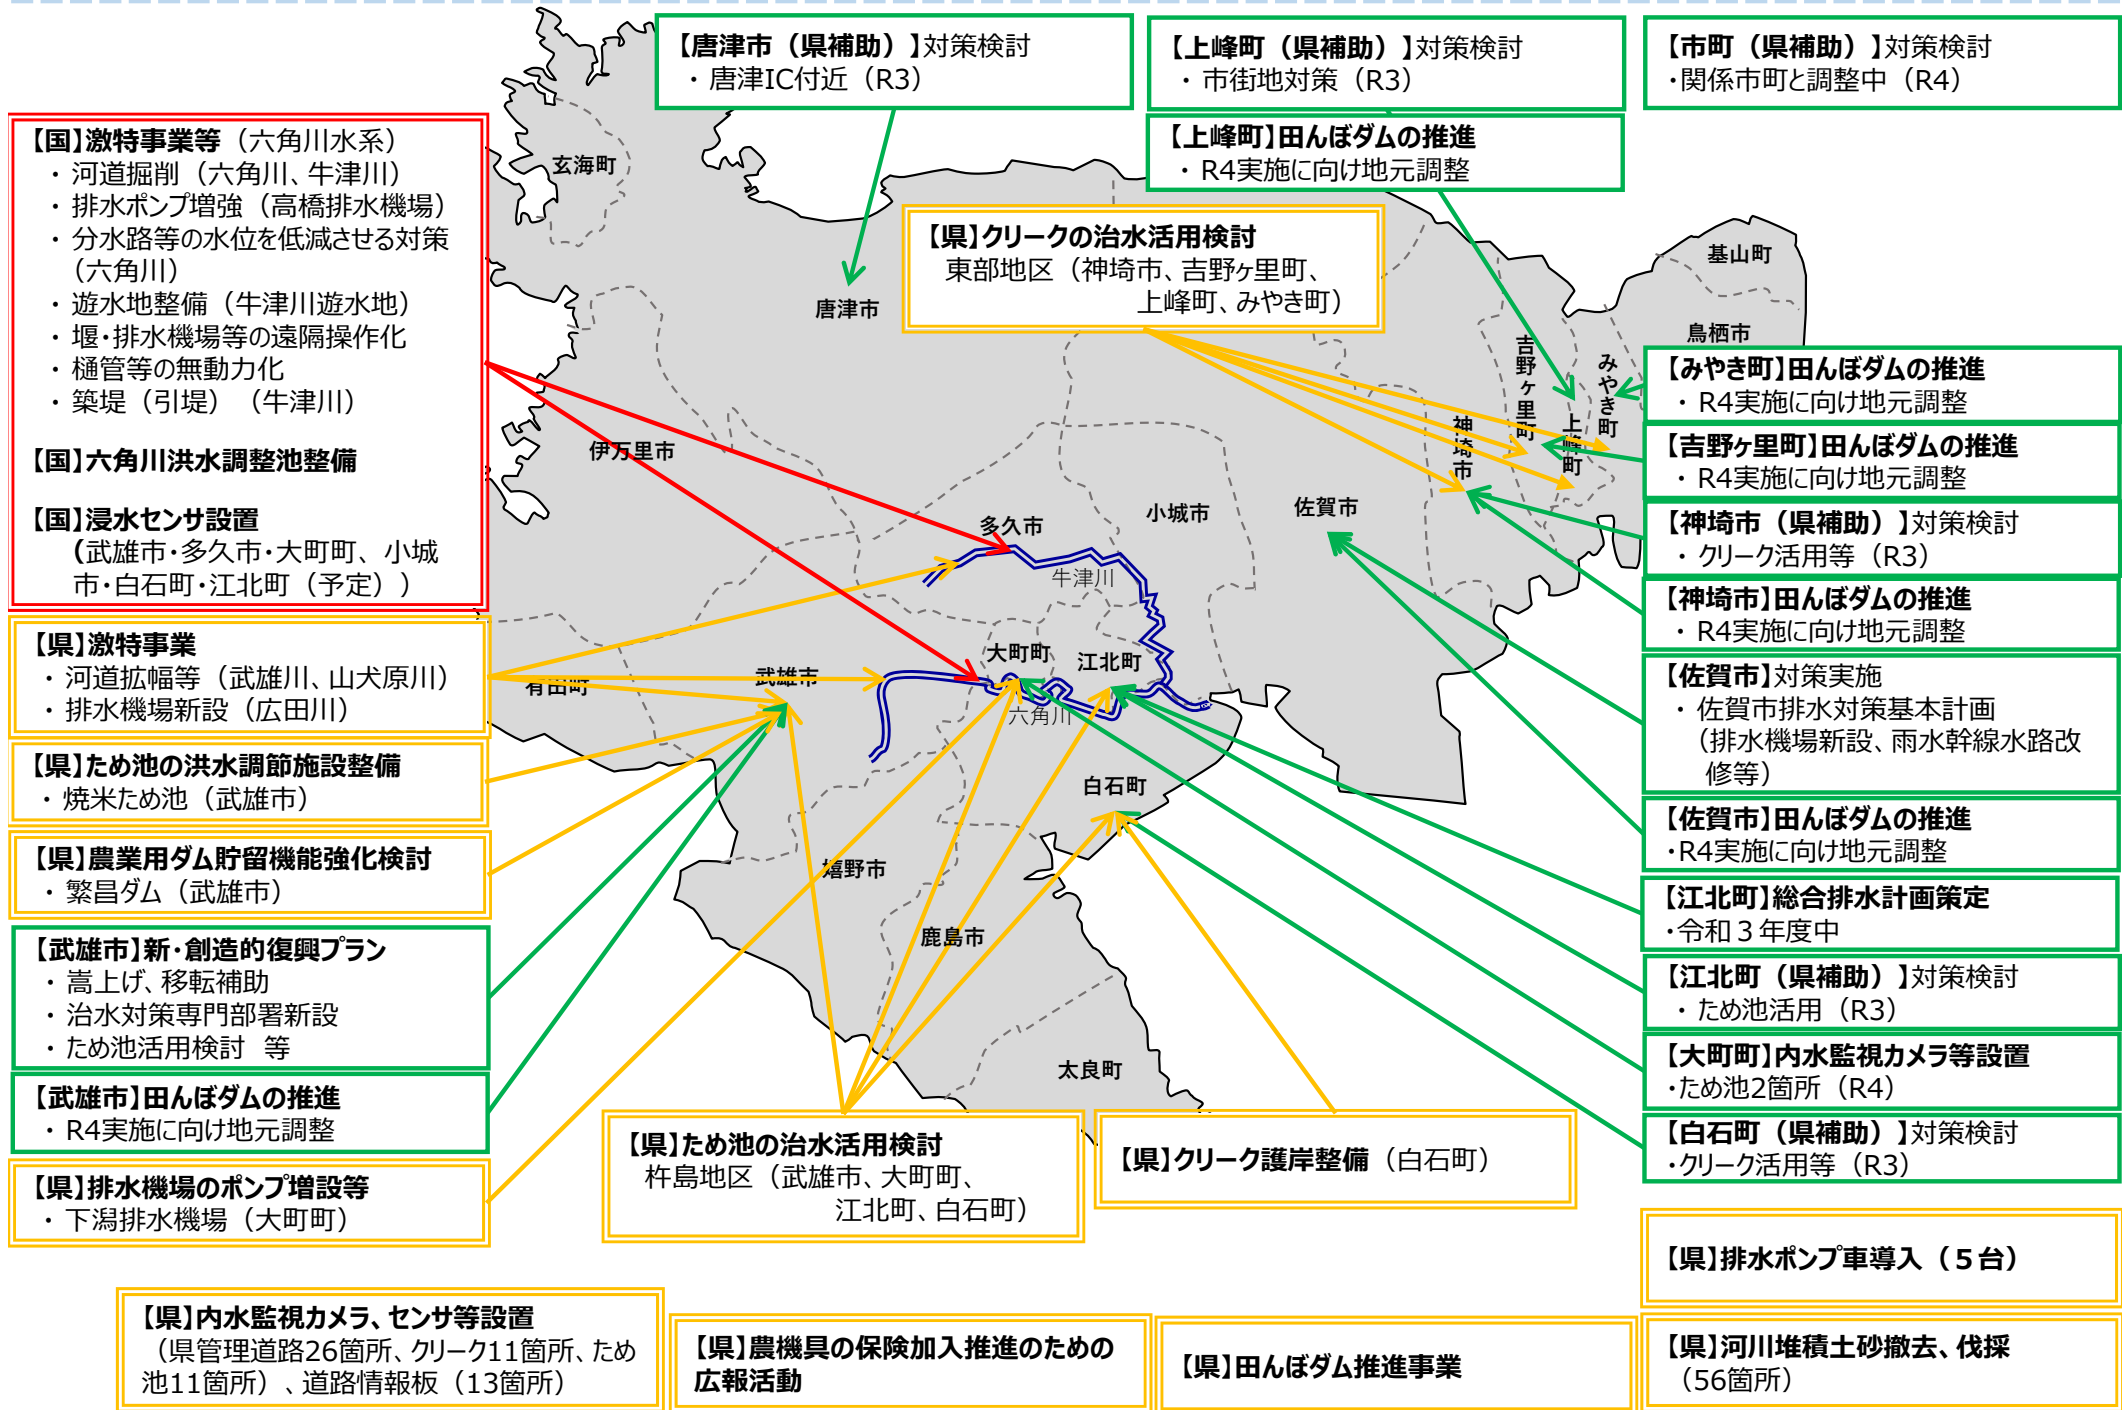 【唐津市（県補助）】対策検討
・ 唐津IC付近（R3）
【上峰町（県補助）】対策検討
・ 市街地対策（R3）
【市町（県補助）】対策検討
・関係市町と調整中（R4）
【上峰町】田んぼダムの推進
・ R4実施に向け地元調整
【国】激特事業等（六角川水系）
・ 河道掘削（六角川、牛津川）
・ 排水ポンプ増強（高橋排水機場）
・ 分水路等の水位を低減させる対策
（六角川）
・ 遊水地整備（牛津川遊水地）
・ 堰・排水機場等の遠隔操作化
・ 樋管等の無動力化
・ 築堤（引堤）（牛津川）
【国】六角川洪水調整池整備
【国】浸水センサ設置
（武雄市・多久市・大町町、小城
市・白石町・江北町（予定））
【県】クリークの治水活用検討
東部地区（神埼市、吉野ヶ里町、
上峰町、みやき町）
玄海町
唐津市
伊万里市
有田町
武雄市
多久市
小城市
佐賀市
神埼市
吉野ヶ里町
上峰町
みやき町
鳥栖市
基山町
牛津川
大町町
江北町
六角川
白石町
嬉野市
鹿島市
太良町
【県】激特事業
・ 河道拡幅等（武雄川、山犬原川）
・ 排水機場新設（広田川）
【県】ため池の洪水調節施設整備
・ 焼米ため池（武雄市）
【県】農業用ダム貯留機能強化検討
・ 繁昌ダム（武雄市）
【武雄市】新・創造的復興プラン
・ 嵩上げ、移転補助
・ 治水対策専門部署新設
・ ため池活用検討 等
【武雄市】田んぼダムの推進
・ R4実施に向け地元調整
【県】排水機場のポンプ増設等
・ 下潟排水機場（大町町）
【みやき町】田んぼダムの推進
・ R4実施に向け地元調整
【吉野ヶ里町】田んぼダムの推進
・ R4実施に向け地元調整
【神埼市（県補助）】対策検討
・ クリーク活用等（R3）
【神埼市】田んぼダムの推進
・ R4実施に向け地元調整
【佐賀市】対策実施
・ 佐賀市排水対策基本計画
（排水機場新設、雨水幹線水路改
修等）
【佐賀市】田んぼダムの推進
・R4実施に向け地元調整
【江北町】総合排水計画策定
・令和３年度中
【江北町（県補助）】対策検討
・ ため池活用（R3）
【大町町】内水監視カメラ等設置
・ため池2箇所（R4）
【白石町（県補助）】対策検討
・クリーク活用等（R3）
【県】ため池の治水活用検討
杵島地区（武雄市、大町町、
江北町、白石町）
【県】クリーク護岸整備（白石町）
【県】排水ポンプ車導入（５台）
【県】内水監視カメラ、センサ等設置
（県管理道路26箇所、クリーク11箇所、ため
池11箇所）、道路情報板（13箇所）
【県】農機具の保険加入推進のための
広報活動
【県】田んぼダム推進事業
【県】河川堆積土砂撤去、伐採
（56箇所）